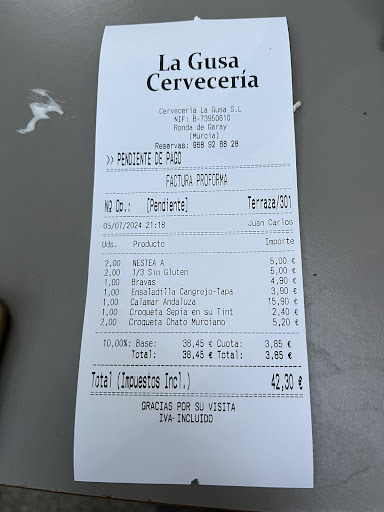 La Gusa
Cervecería
Cerveceria La Gusa S.L
NIF: B-73950610
Ronda de Garay
(Murcia)
Reservas: 968 92 88 28
>> PENDIENTE DE PAGO
FACTURA PROFORMA
Nº Op.: [Pendiente] Terraza/301
05/07/2024 21:18 Juan Carlos
Uds. Producto Importe
2,00 NESTEA A 5,00 €
2,00 1/3 Sin Gluten 5,00 €
1,00 Bravas 4,90 €
1,00 Ensaladilla Cangrejo-Tapa 3,90 €
1,00 Calamar Andaluza 15,90 €
1,00 Croqueta Sepia en su Tint 2,40 €
2,00 Croqueta Chato Murciano 5,20 €
10,00%: Base: 38,45 € Cuota: 3,85 €
Total: 38,45 € Total: 3,85 €
Total (Impuestos Incl.) 42,30 €
GRACIAS POR SU VISITA
IVA-INCLUIDO